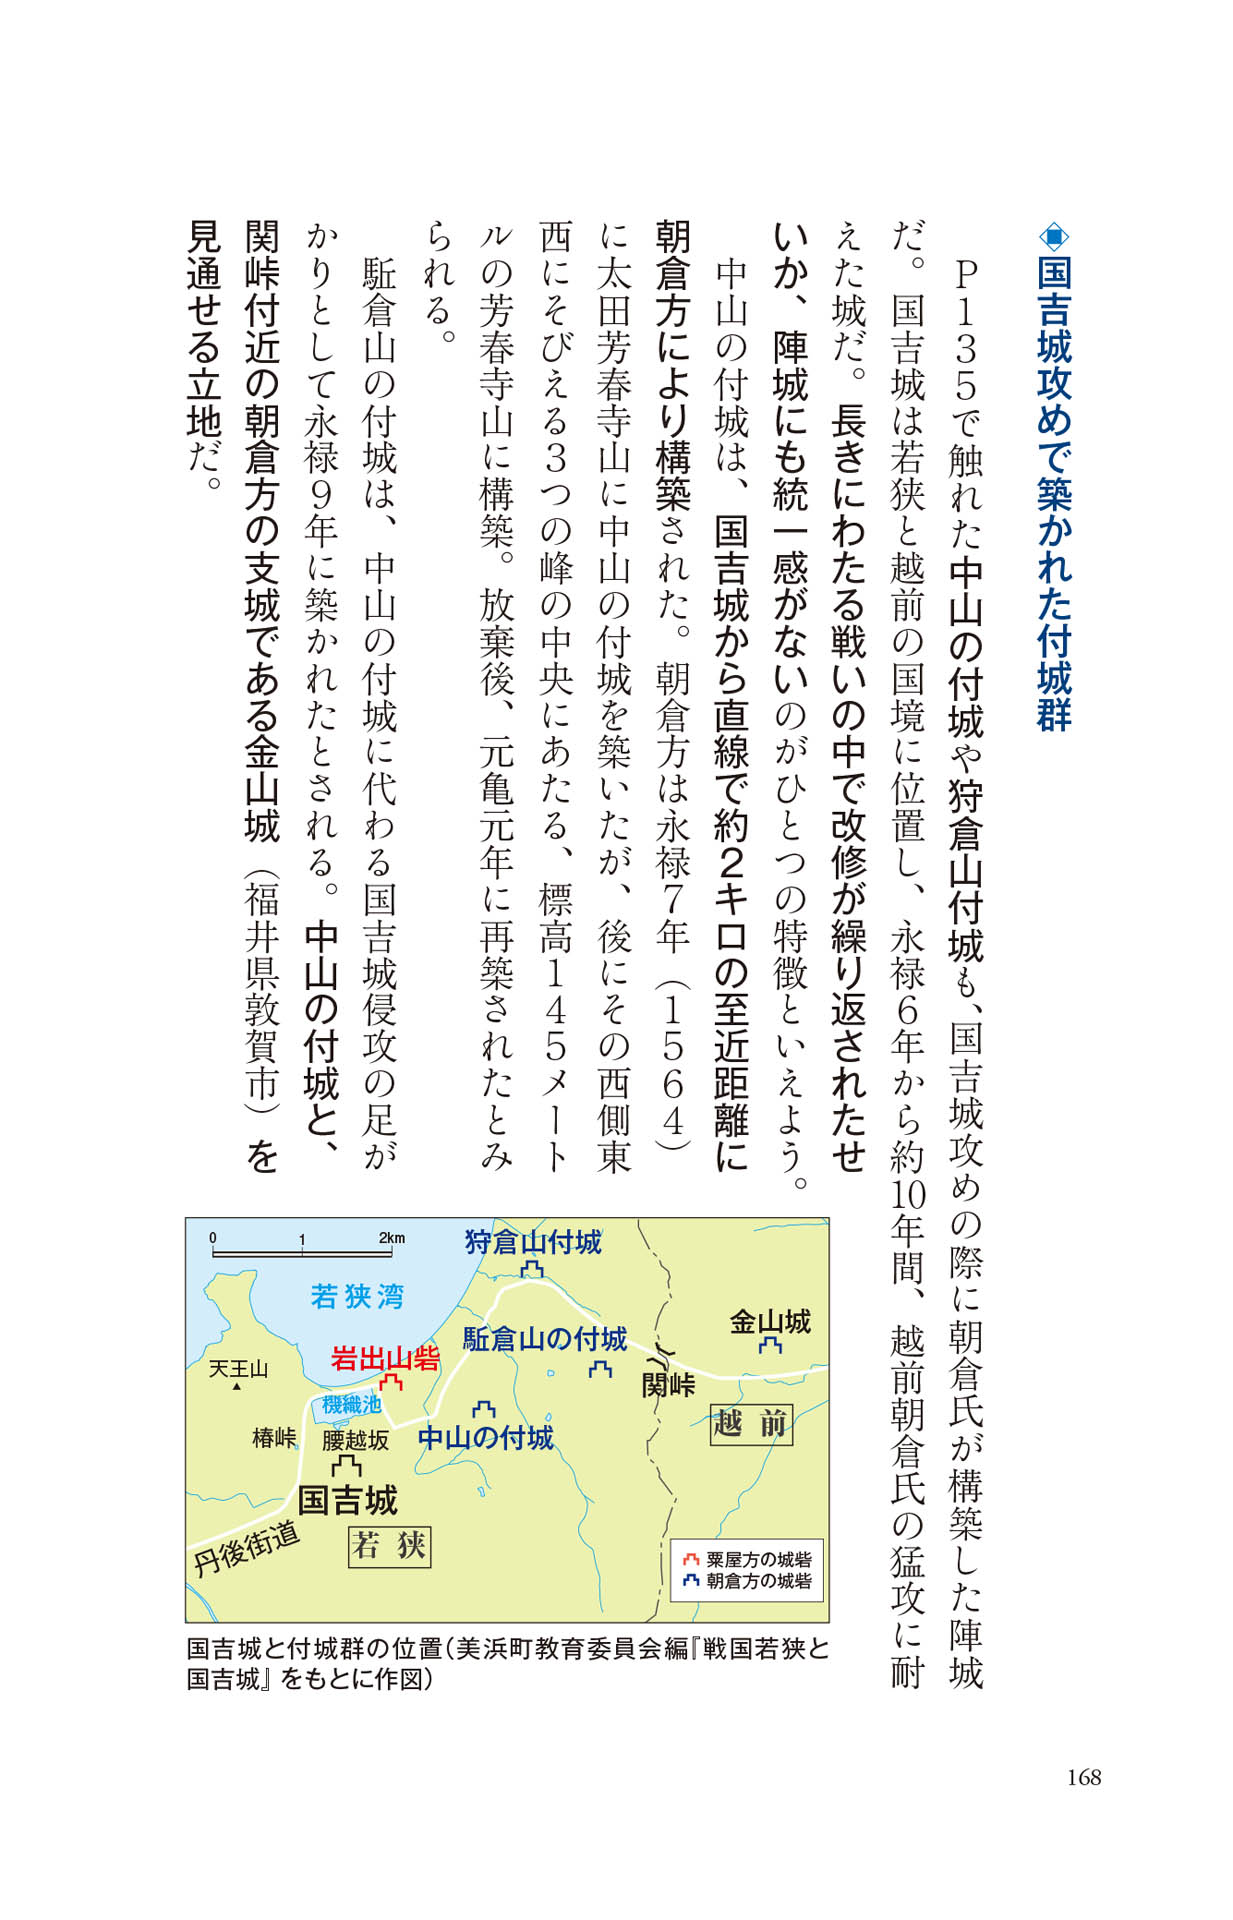 ◈国吉城攻めで築かれた付城群
P135で触れた中山の付城や狩倉山付城も、国吉城攻めの際に朝倉氏が構築した陣城
だ。国吉城は若狭と越前の国境に位置し、永禄6年から約10年間、越前朝倉氏の猛攻に耐
えた城だ。長きにわたる戦いの中で改修が繰り返されたせ
いか、陣城にも統一感がないのがひとつの特徴といえよう。
中山の付城は、国吉城から直線で約2キロの至近距離に
朝倉方により構築された。朝倉方は永禄7年（1564）
に太田芳春寺山に中山の付城を築いたが、後にその西側東
西にそびえる3つの峰の中央にあたる、標高145メート
ルの芳春寺山に構築。放棄後、元亀元年に再築されたとみ
られる。
駈倉山の付城は、中山の付城に代わる国吉城侵攻の足が
かりとして永禄9年に築かれたとされる。中山の付城と、
関峠付近の朝倉方の支城である金山城（福井県敦賀市）を
見通せる立地だ。
0 1 2km
若狭湾
狩倉山付城
金山城
駈倉山の付城
岩出山砦
天王山
関峠
機織池
越前
椿峠
腰越坂
中山の付城
国吉城
若狭
丹後街道
粟屋方の城砦
朝倉方の城砦
国吉城と付城群の位置（美浜町教育委員会編『戦国若狭と
国吉城』をもとに作図）
168